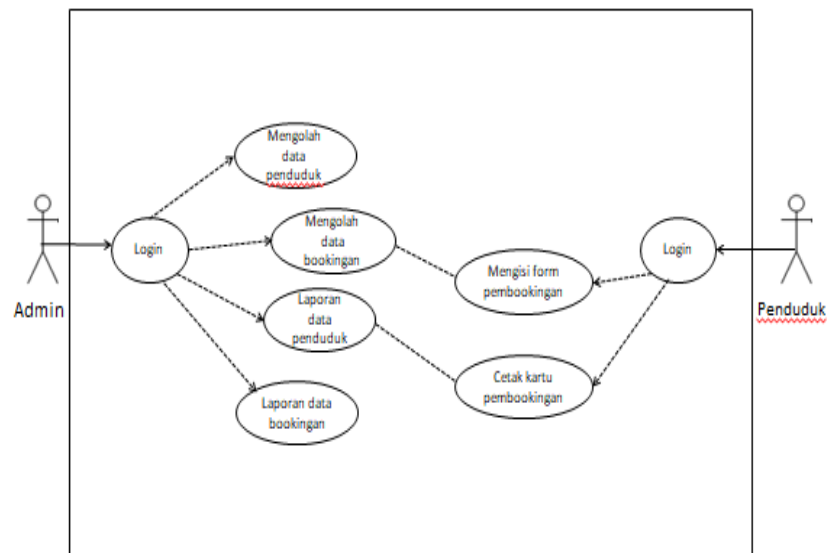 Mengolah
data
penduduk
Admin
Login
Mengolah
data
bookingan
Laporan
data
penduduk
Laporan data
bookingan
Mengisi form
pembookingan
Cetak kartu
pembookingan
Login
Penduduk